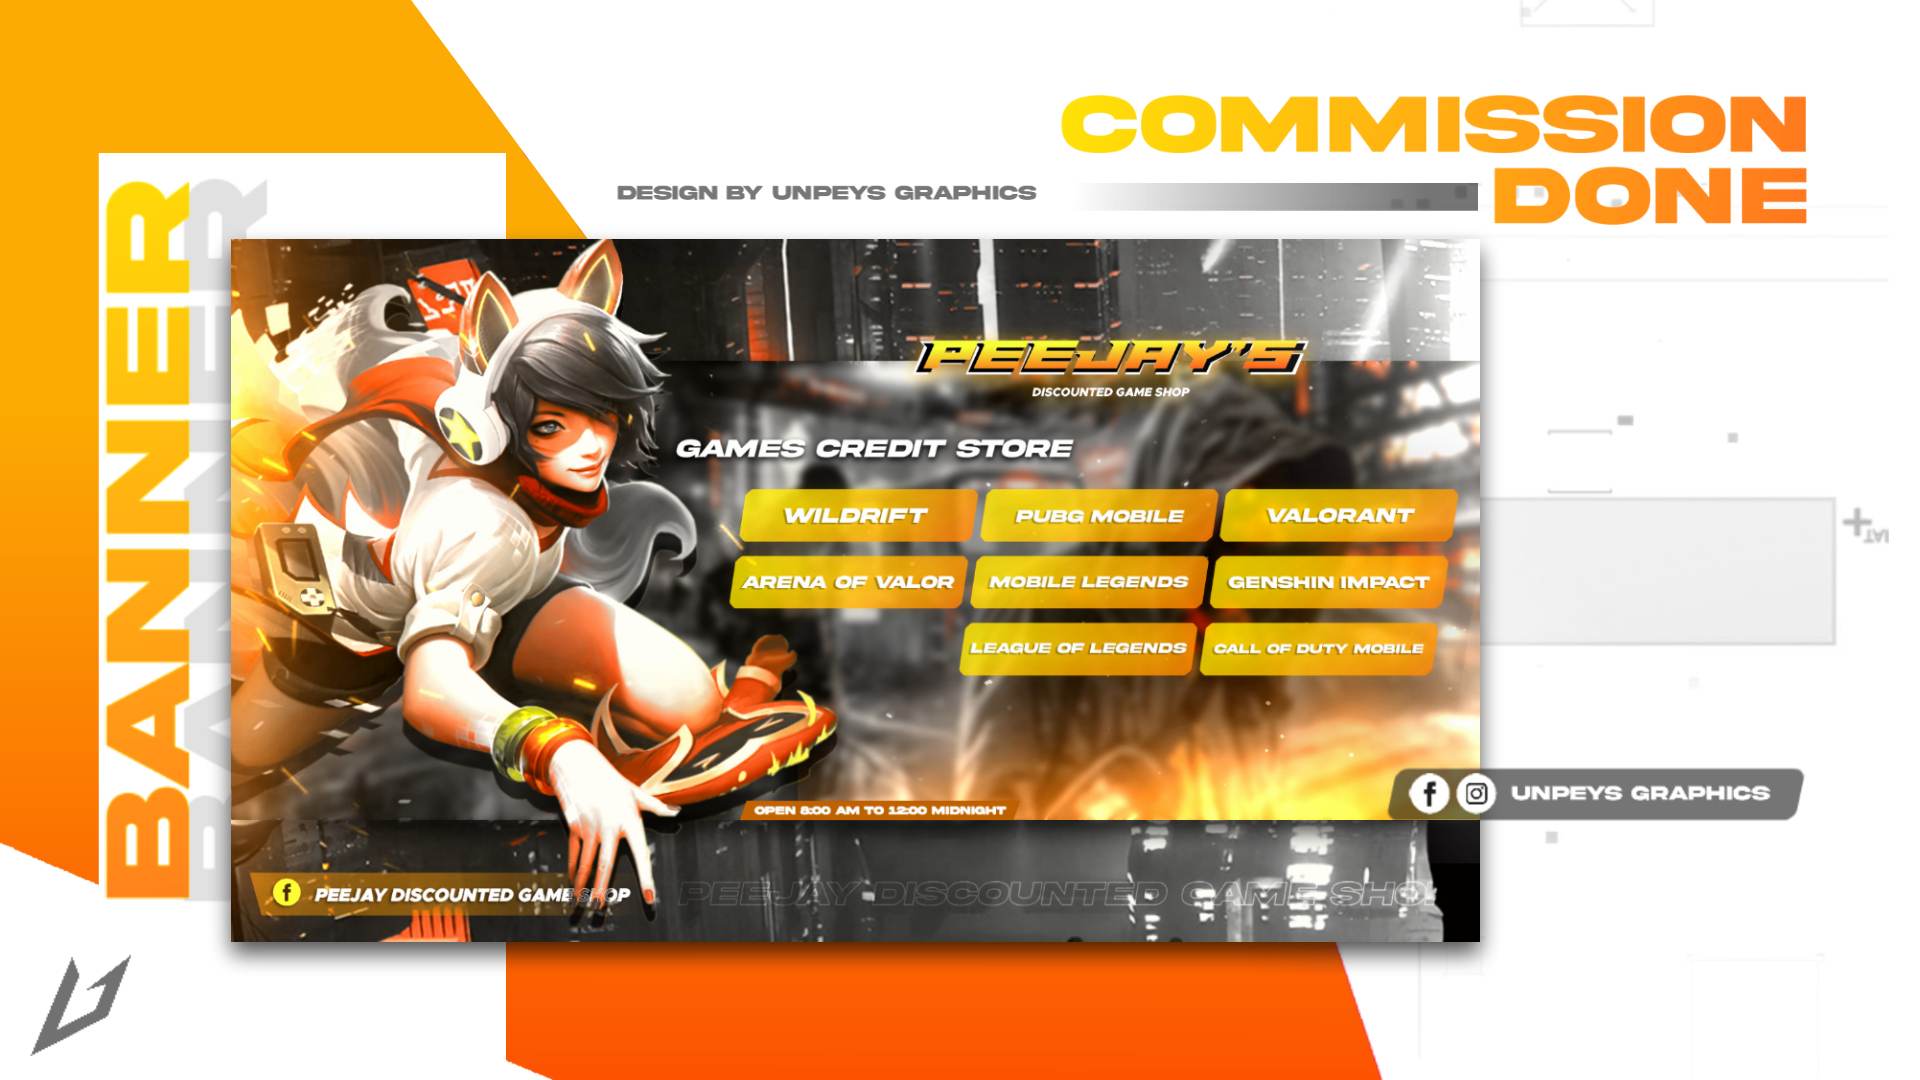 COMMISSION
DONE
DESIGN BY UNPEYS GRAPHICS
BANNER
BANNER
PEEJAY'S
DISCOUNTED GAME SHOP
GAMES CREDIT STORE
WILDRIFT
PUBG MOBILE
VALORANT
ARENA OF VALOR
MOBILE LEGENDS
GENSHIN IMPACT
LEAGUE OF LEGENDS
CALL OF DUTY MOBILE
UNPEYS GRAPHICS
OPEN 8:00 AM TO 12:00 MIDNIGHT
PEEJAY DISCOUNTED GAME SHOP
PEEJAY DISCOUNTED GAME SHO